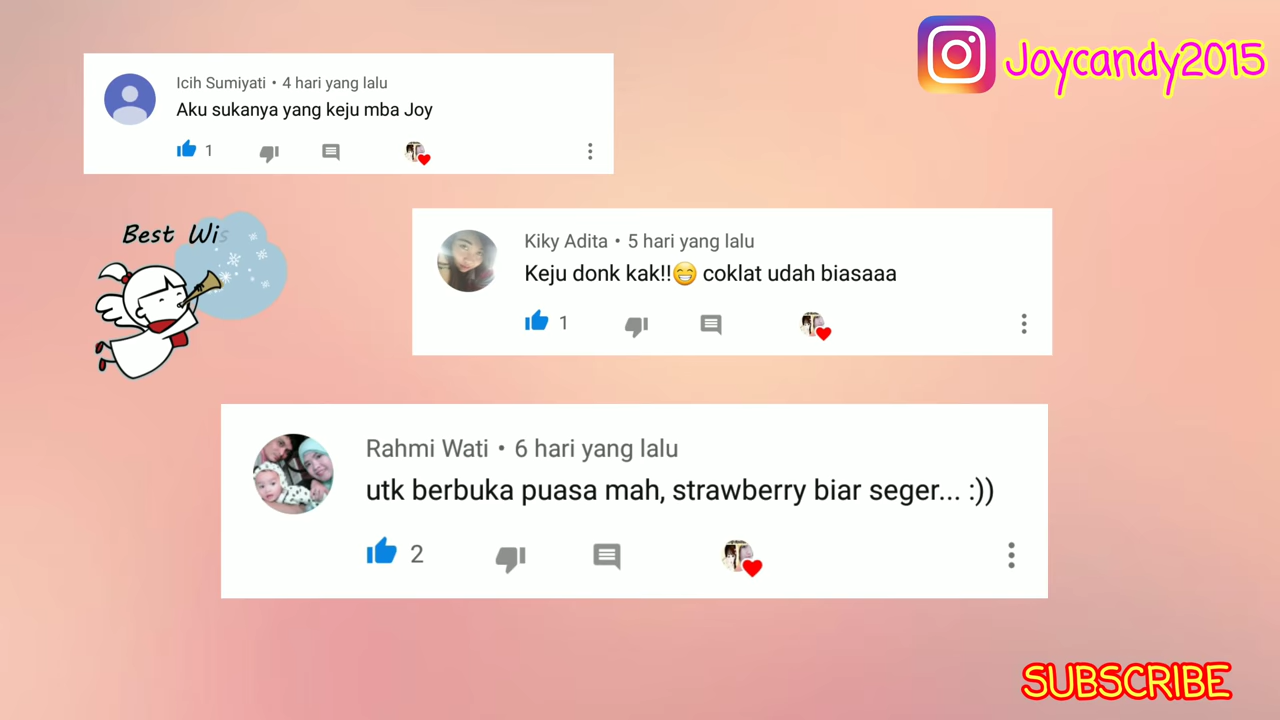 Joycandy2015
Icih Sumiyati • 4 hari yang lalu
Aku sukanya yang keju mba Joy
1
Best Wis
Kiky Adita • 5 hari yang lalu
Keju donk kak!!😁 coklat udah biasaaa
1
Rahmi Wati • 6 hari yang lalu
utk berbuka puasa mah, strawberry biar seger... :))
2
SUBSCRIBE